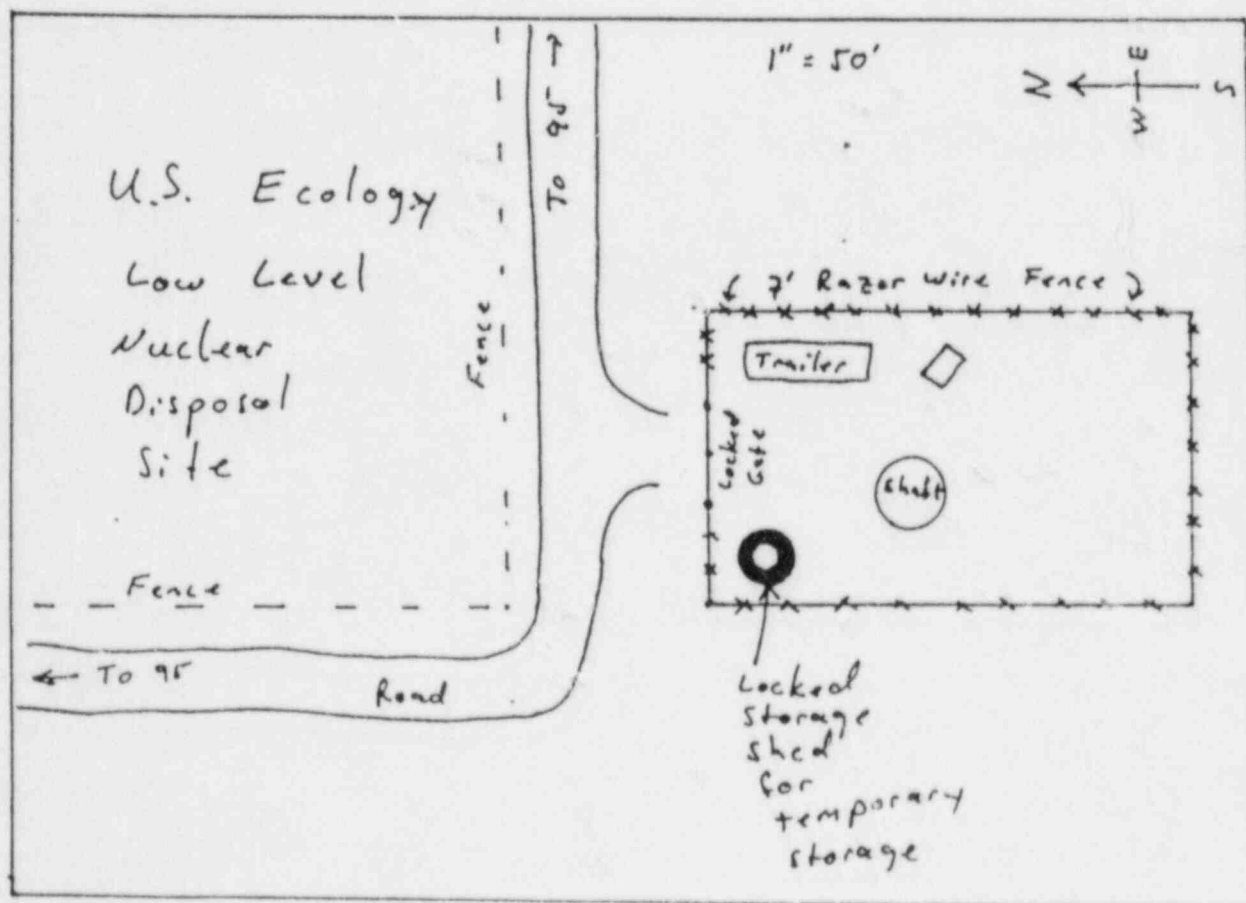 1" = 50'
N E W S
To 95 →
U.S. Ecology
Low Level
Nuclear
Disposal
Site
Fence
7' Razor Wire Fence
Trailer
Locked
Gate
Shaft
Fence
← To 95
Road
Locked
Storage
Shed
for
temporary
storage